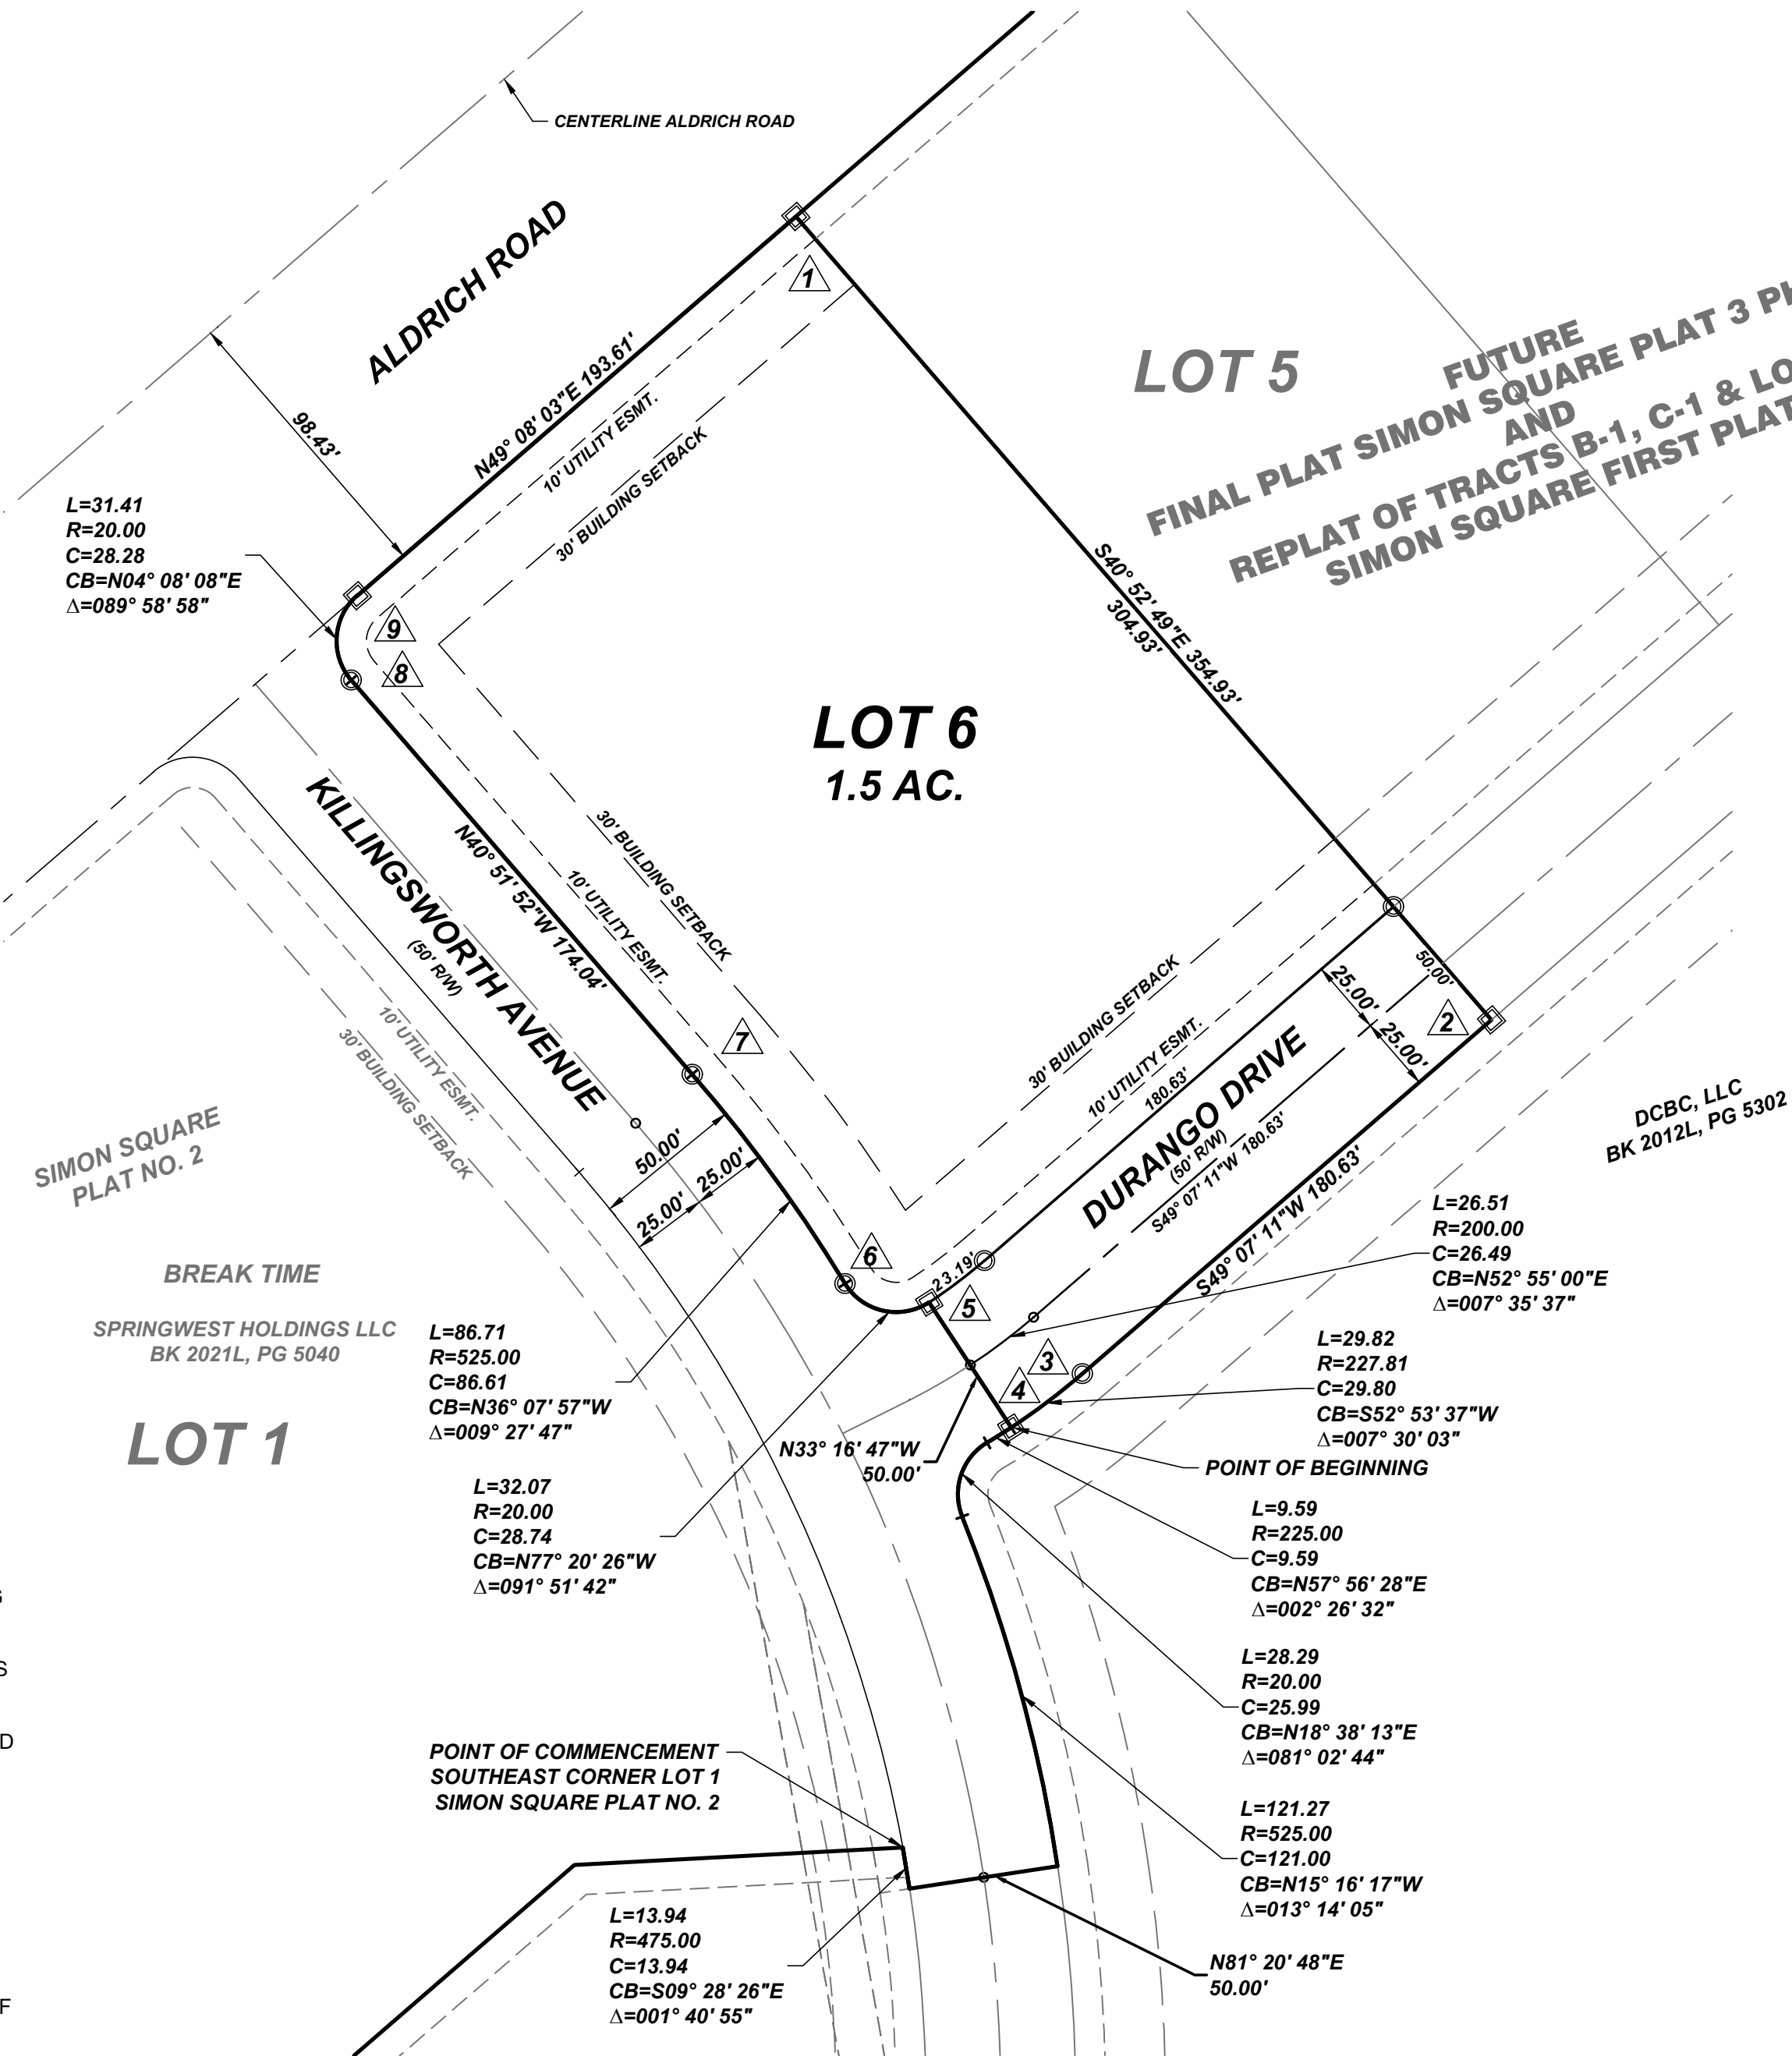 CENTERLINE ALDRICH ROAD
ALDRICH ROAD
98.43'
N49° 08' 03"E 193.61'
10' UTILITY ESMT.
30' BUILDING SETBACK
1
LOT 5
FUTURE
FINAL PLAT SIMON SQUARE PLAT 3 PH
AND
REPLAT OF TRACTS B-1, C-1 & LO
SIMON SQUARE FIRST PLAT
L=31.41
R=20.00
C=28.28
CB=N04° 08' 08"E
Δ=089° 58' 58"
9
8
S40° 52' 49"E 354.93'
304.93'
LOT 6
1.5 AC.
KILLINGSWORTH AVENUE
(50' R/W)
N40° 51' 52"W 174.04'
10' UTILITY ESMT.
30' BUILDING SETBACK
10' UTILITY ESMT.
30' BUILDING SETBACK
7
30' BUILDING SETBACK
10' UTILITY ESMT.
180.63'
DURANGO DRIVE
(50' R/W)
S49° 07' 11"W 180.63'
S49° 07' 11"W 180.63'
25.00'
25.00'
50.00'
2
DCBC, LLC
BK 2012L, PG 5302
SIMON SQUARE
PLAT NO. 2
50.00'
25.00'
25.00'
6
23.19'
5
3
4
BREAK TIME
SPRINGWEST HOLDINGS LLC
BK 2021L, PG 5040
LOT 1
L=26.51
R=200.00
C=26.49
CB=N52° 55' 00"E
Δ=007° 35' 37"
L=86.71
R=525.00
C=86.61
CB=N36° 07' 57"W
Δ=009° 27' 47"
L=29.82
R=227.81
C=29.80
CB=S52° 53' 37"W
Δ=007° 30' 03"
N33° 16' 47"W
50.00'
POINT OF BEGINNING
L=32.07
R=20.00
C=28.74
CB=N77° 20' 26"W
Δ=091° 51' 42"
L=9.59
R=225.00
C=9.59
CB=N57° 56' 28"E
Δ=002° 26' 32"
L=28.29
R=20.00
C=25.99
CB=N18° 38' 13"E
Δ=081° 02' 44"
POINT OF COMMENCEMENT
SOUTHEAST CORNER LOT 1
SIMON SQUARE PLAT NO. 2
L=121.27
R=525.00
C=121.00
CB=N15° 16' 17"W
Δ=013° 14' 05"
L=13.94
R=475.00
C=13.94
CB=S09° 28' 26"E
Δ=001° 40' 55"
N81° 20' 48"E
50.00'
S
D
F